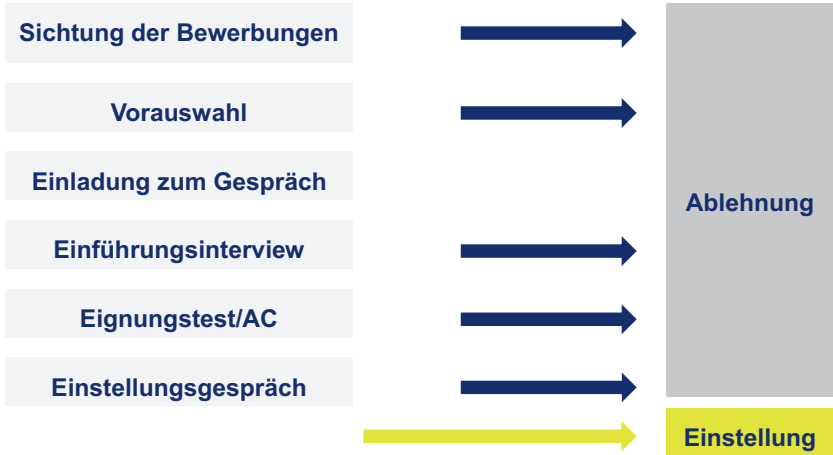 Sichtung der Bewerbungen
Vorauswahl
Einladung zum Gespräch
Einführungsinterview
Eignungstest/AC
Einstellungsgespräch
Ablehnung
Einstellung